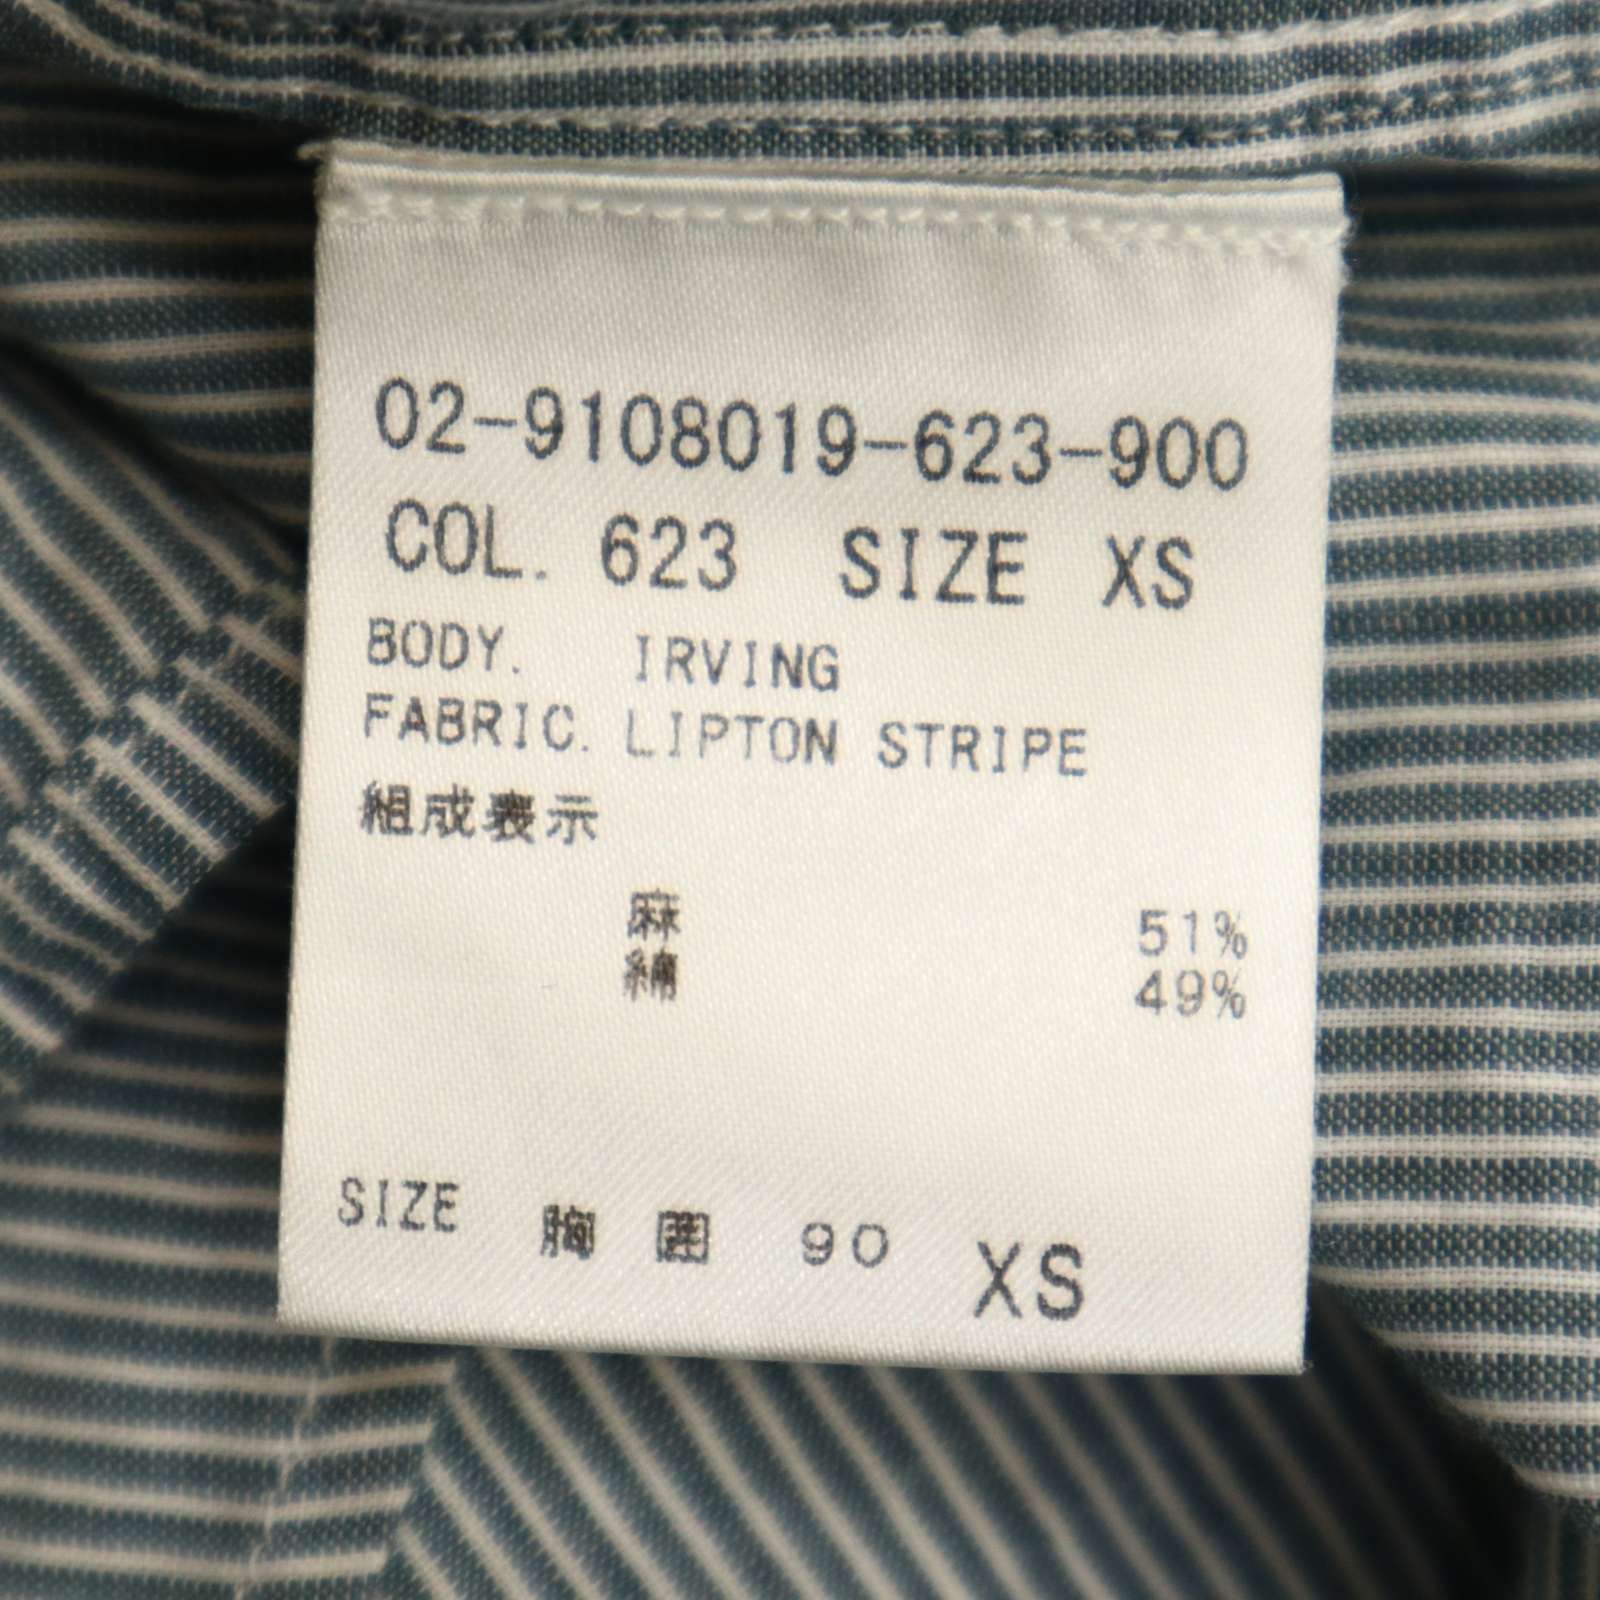 02-9108019-623-900
COL. 623 SIZE XS
BODY. IRVING
FABRIC. LIPTON STRIPE
組成表示
麻 51%
綿 49%
SIZE 胸囲 90 XS